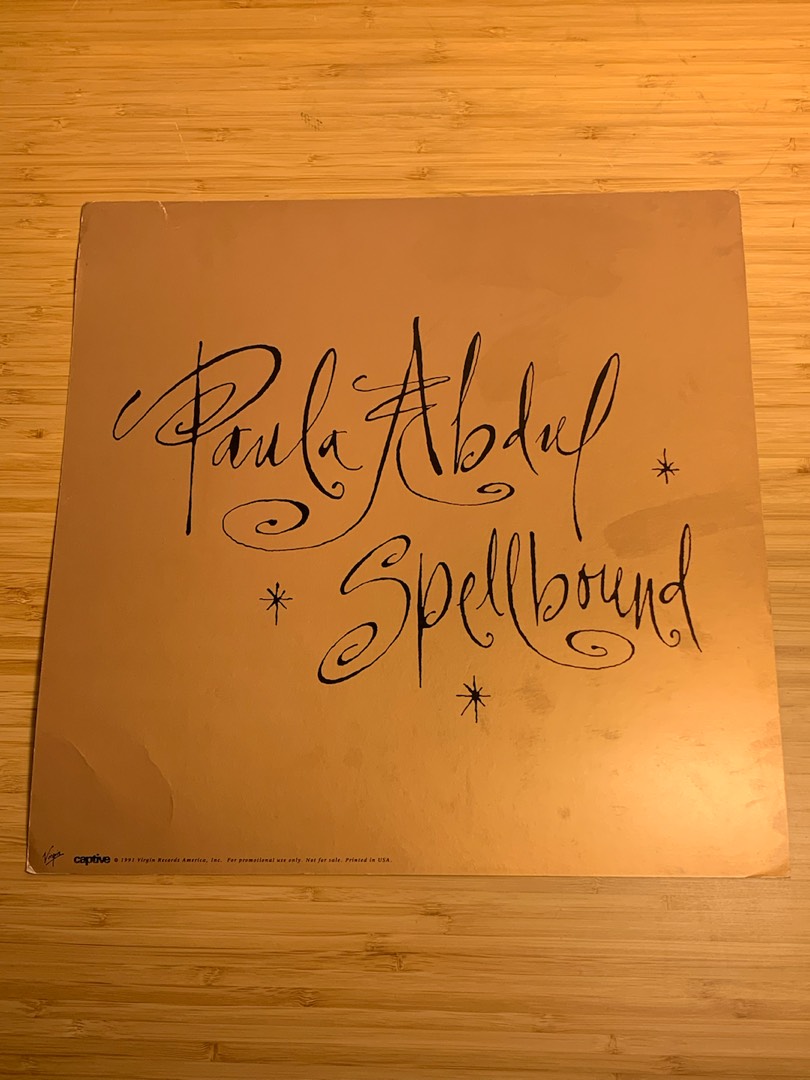 Paula Abdul
Spellbound
Virgin captive © 1991 Virgin Records America, Inc. For promotional use only. Not for sale. Printed in USA.